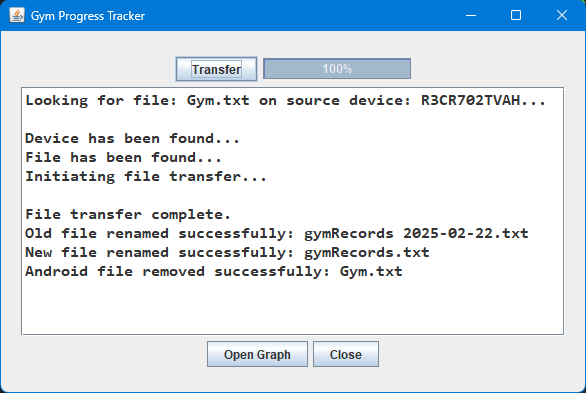 Gym Progress Tracker
Transfer
100%
Looking for file: Gym.txt on source device: R3CR702TVAH...
Device has been found...
File has been found...
Initiating file transfer...
File transfer complete.
Old file renamed successfully: gymRecords 2025-02-22.txt
New file renamed successfully: gymRecords.txt
Android file removed successfully: Gym.txt
Open Graph
Close